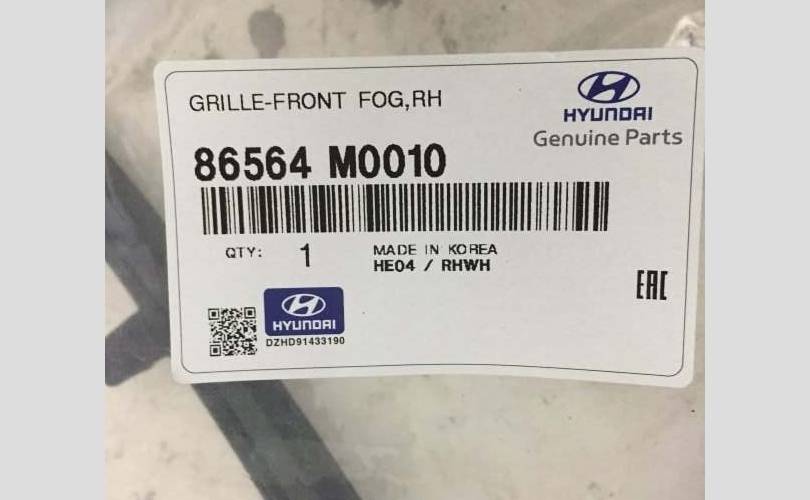 GRILLE-FRONT FOG,RH
HYUNDAI
Genuine Parts
86564 M0010
QTY: 1 MADE IN KOREA
HE04 / RHWH
EAC
HYUNDAI
DZHD91433190